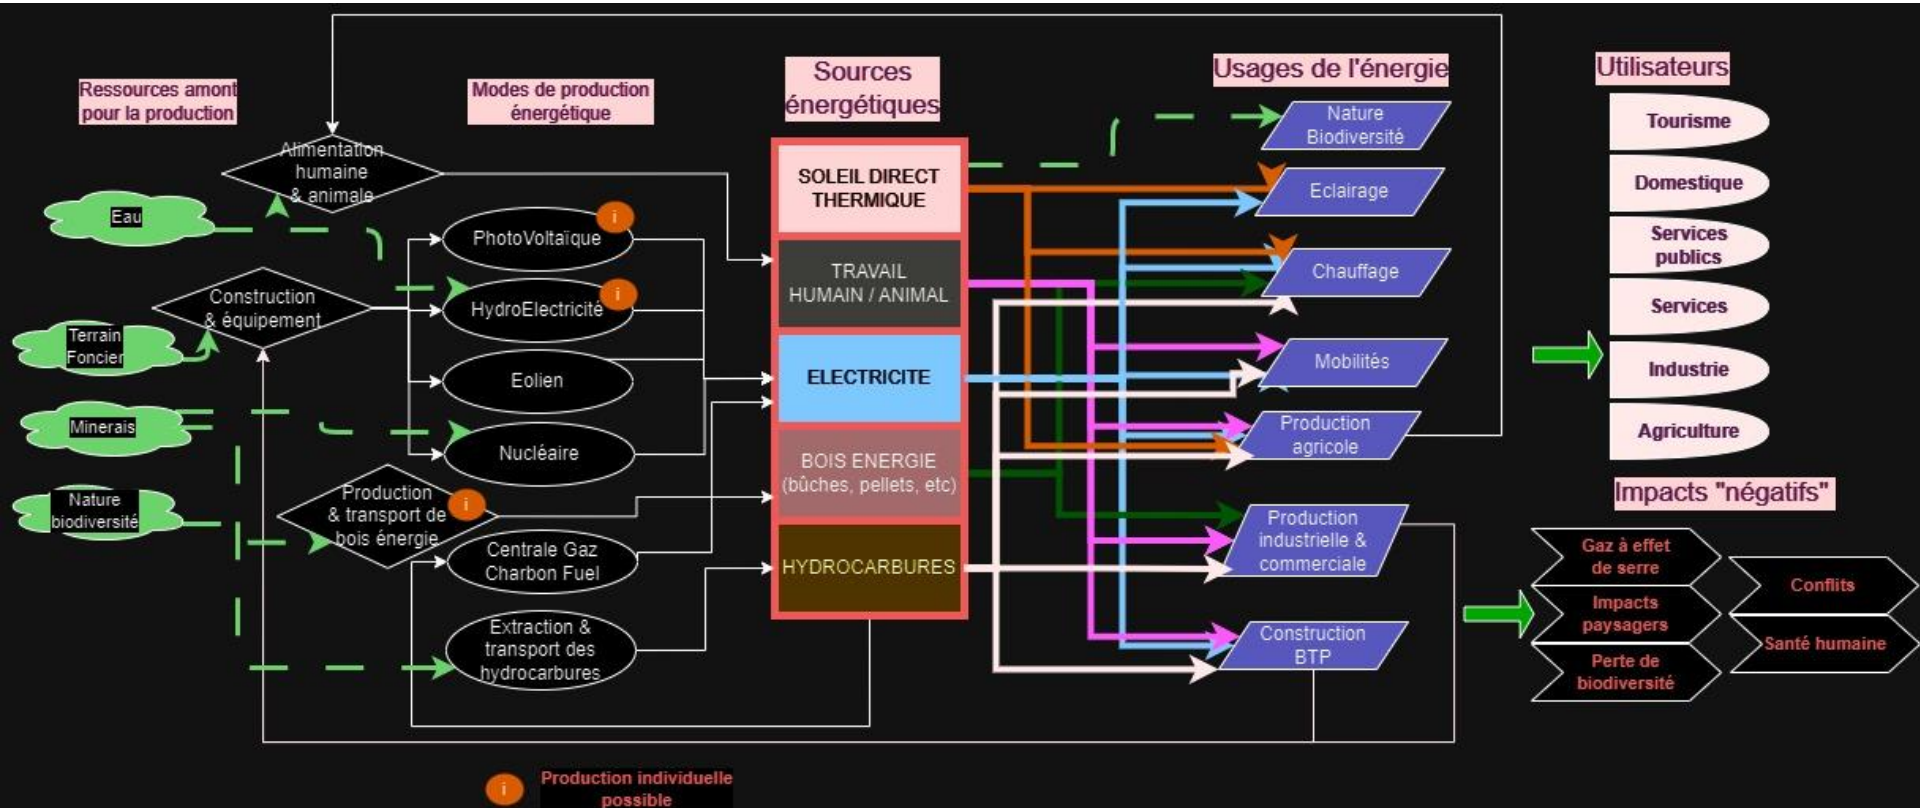 Ressources amont
pour la production
Modes de production
énergétique
Sources
énergétiques
Usages de l'énergie
Utilisateurs
Alimentation
humaine
& animale
Eau
Construction
& équipement
Terrain
Foncier
Minerais
Nature
biodiversité
PhotoVoltaïque
i
HydroElectricité
i
Eolien
Nucléaire
Production
& transport de
bois énergie
i
Centrale Gaz
Charbon Fuel
Extraction &
transport des
hydrocarbures
SOLEIL DIRECT
THERMIQUE
TRAVAIL
HUMAIN / ANIMAL
ELECTRICITE
BOIS ENERGIE
(bûches, pellets, etc)
HYDROCARBURES
Nature
Biodiversité
Eclairage
Chauffage
Mobilités
Production
agricole
Production
industrielle &
commerciale
Construction
BTP
Tourisme
Domestique
Services
publics
Services
Industrie
Agriculture
Impacts "négatifs"
Gaz à effet
de serre
Impacts
paysagers
Perte de
biodiversité
Conflits
Santé humaine
i
Production individuelle
possible